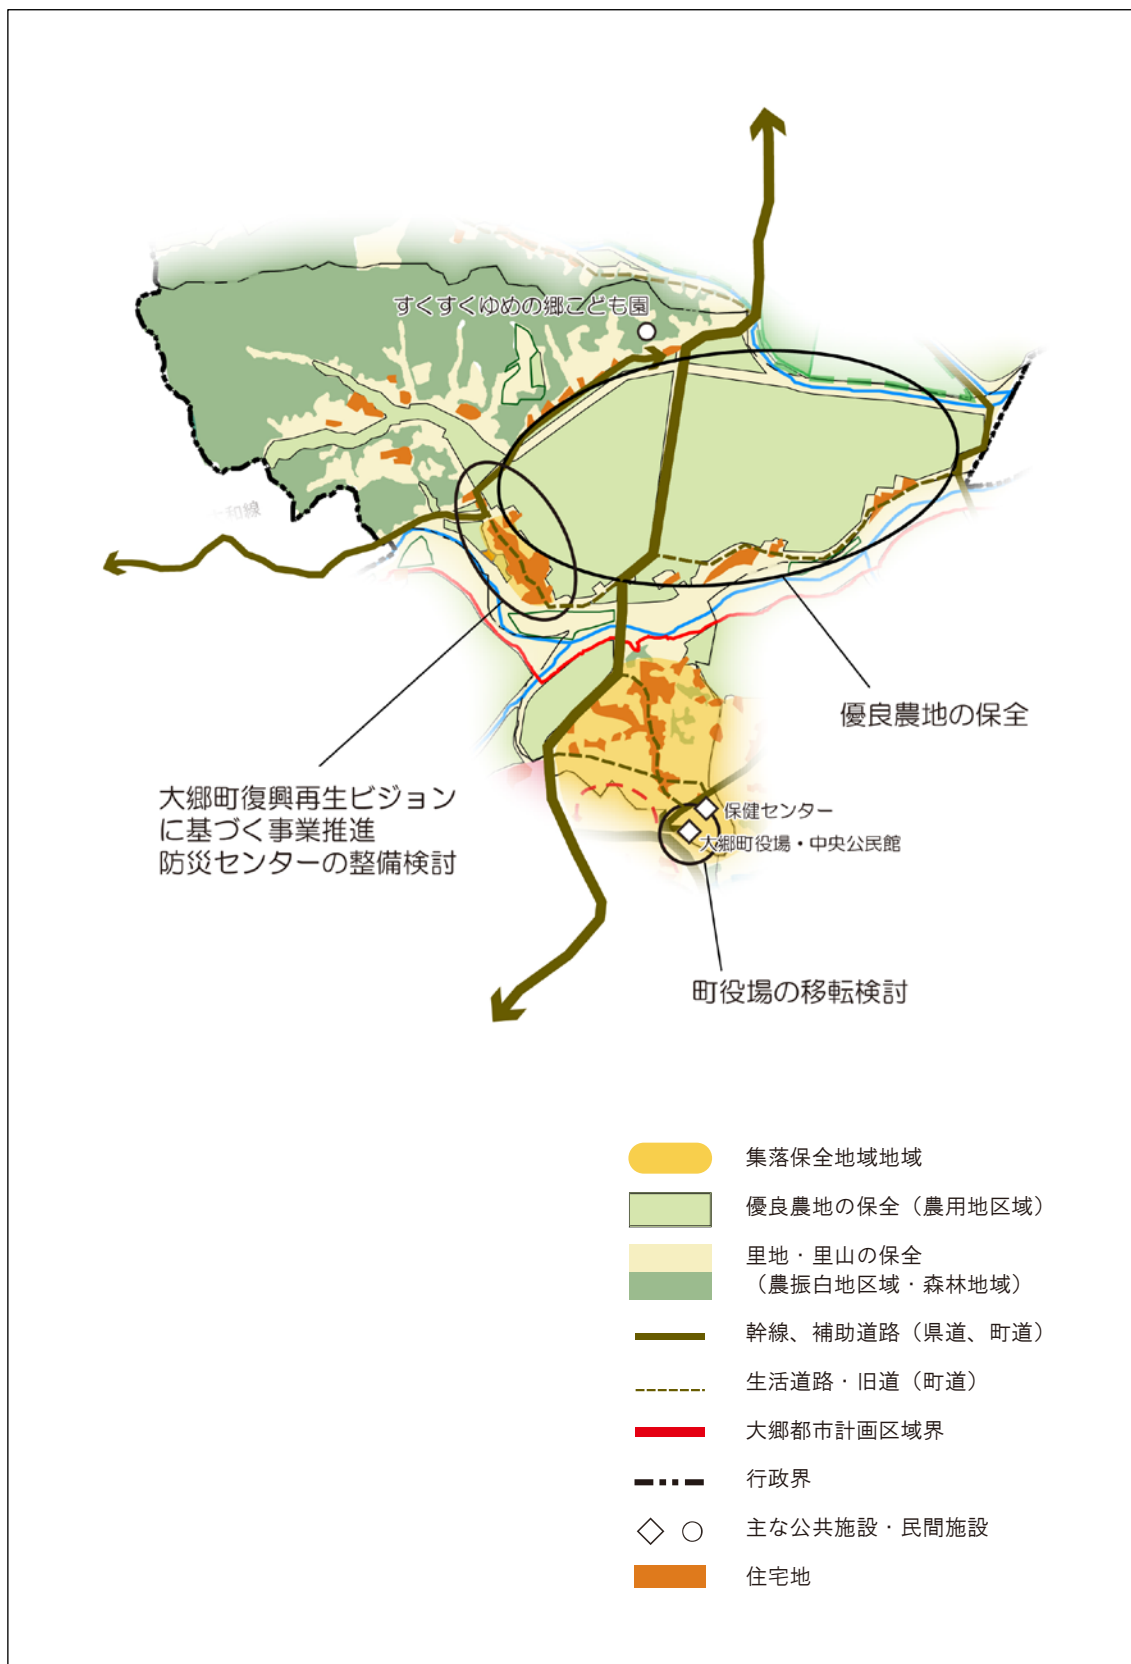 すくすくゆめの郷こども園
和線
優良農地の保全
大郷町復興再生ビジョン
に基づく事業推進
防災センターの整備検討
保健センター
大郷町役場・中央公民館
町役場の移転検討
集落保全地域地域
優良農地の保全（農用地区域）
里地・里山の保全
（農振白地区域・森林地域）
幹線、補助道路（県道、町道）
生活道路・旧道（町道）
大郷都市計画区域界
行政界
主な公共施設・民間施設
住宅地